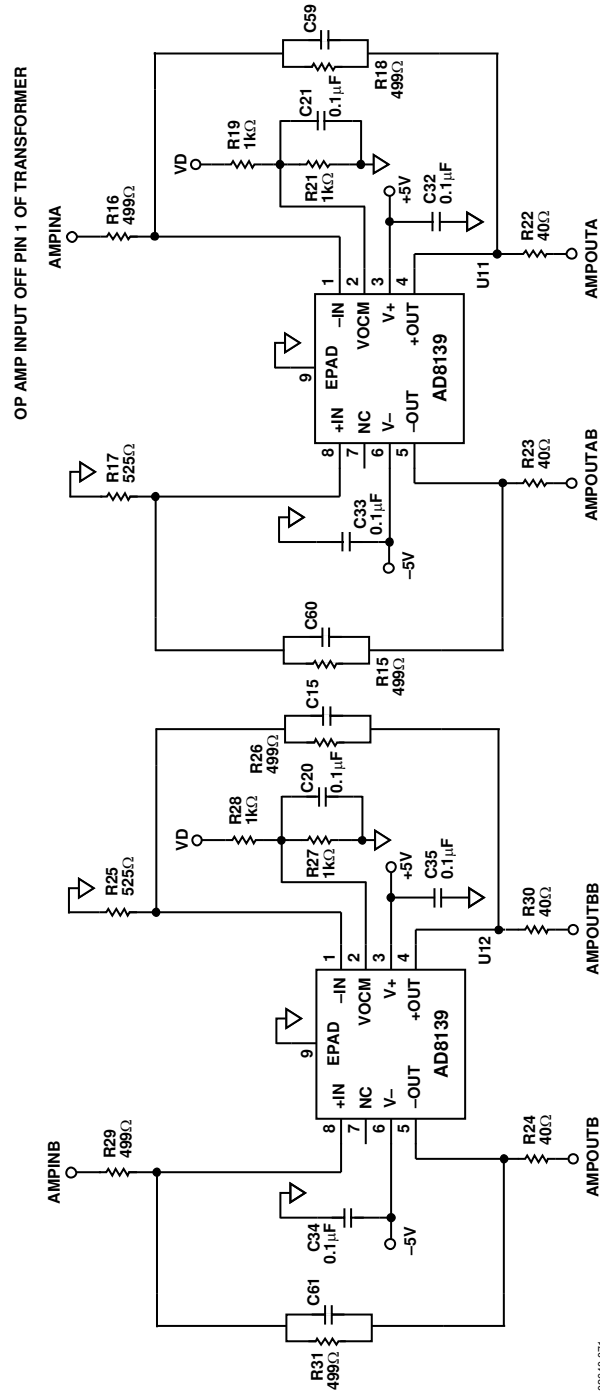 OP AMP INPUT OFF PIN 1 OF TRANSFORMER
AMPINB
R29
499Ω
R25
525Ω
R31
499Ω
C61
C34
0.1μF
−5V
VD
R28
1kΩ
R27
1kΩ
C20
0.1μF
R26
499Ω
C15
9
EPAD
8
+IN
7
NC
6
V−
5
−OUT
1
−IN
2
VOCM
3
V+
4
+OUT
AD8139
U12
+5V
C35
0.1μF
R24
40Ω
R30
40Ω
AMPOUTB
AMPOUTBB
R17
525Ω
AMPINA
R16
499Ω
C60
R15
499Ω
C33
0.1μF
−5V
VD
R19
1kΩ
R21
1kΩ
C21
0.1μF
C59
R18
499Ω
9
EPAD
8
+IN
7
NC
6
V−
5
−OUT
1
−IN
2
VOCM
3
V+
4
+OUT
AD8139
U11
+5V
C32
0.1μF
R23
40Ω
R22
40Ω
AMPOUTAB
AMPOUTA